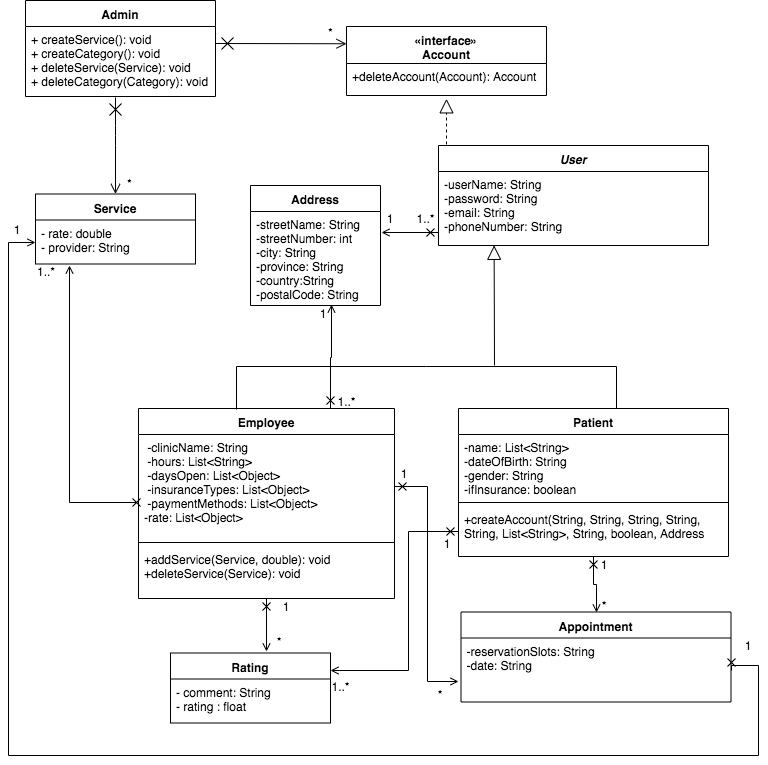 Admin
+ createService(): void
+ createCategory(): void
+ deleteService(Service): void
+ deleteCategory(Category): void
*
«interface»
Account
+deleteAccount(Account): Account
*
User
-userName: String
-password: String
-email: String
-phoneNumber: String
Service
- rate: double
- provider: String
1
1..*
Address
-streetName: String
-streetNumber: int
-city: String
-province: String
-country:String
-postalCode: String
1
1..*
1
1..*
Employee
-clinicName: String
-hours: List<String>
-daysOpen: List<Object>
-insuranceTypes: List<Object>
-paymentMethods: List<Object>
-rate: List<Object>
+addService(Service, double): void
+deleteService(Service): void
1
Patient
-name: List<String>
-dateOfBirth: String
-gender: String
-ifInsurance: boolean
+createAccount(String, String, String, String,
String, List<String>, String, boolean, Address
1
1
*
1
*
Rating
- comment: String
- rating : float
1..*
*
Appointment
-reservationSlots: String
-date: String
1